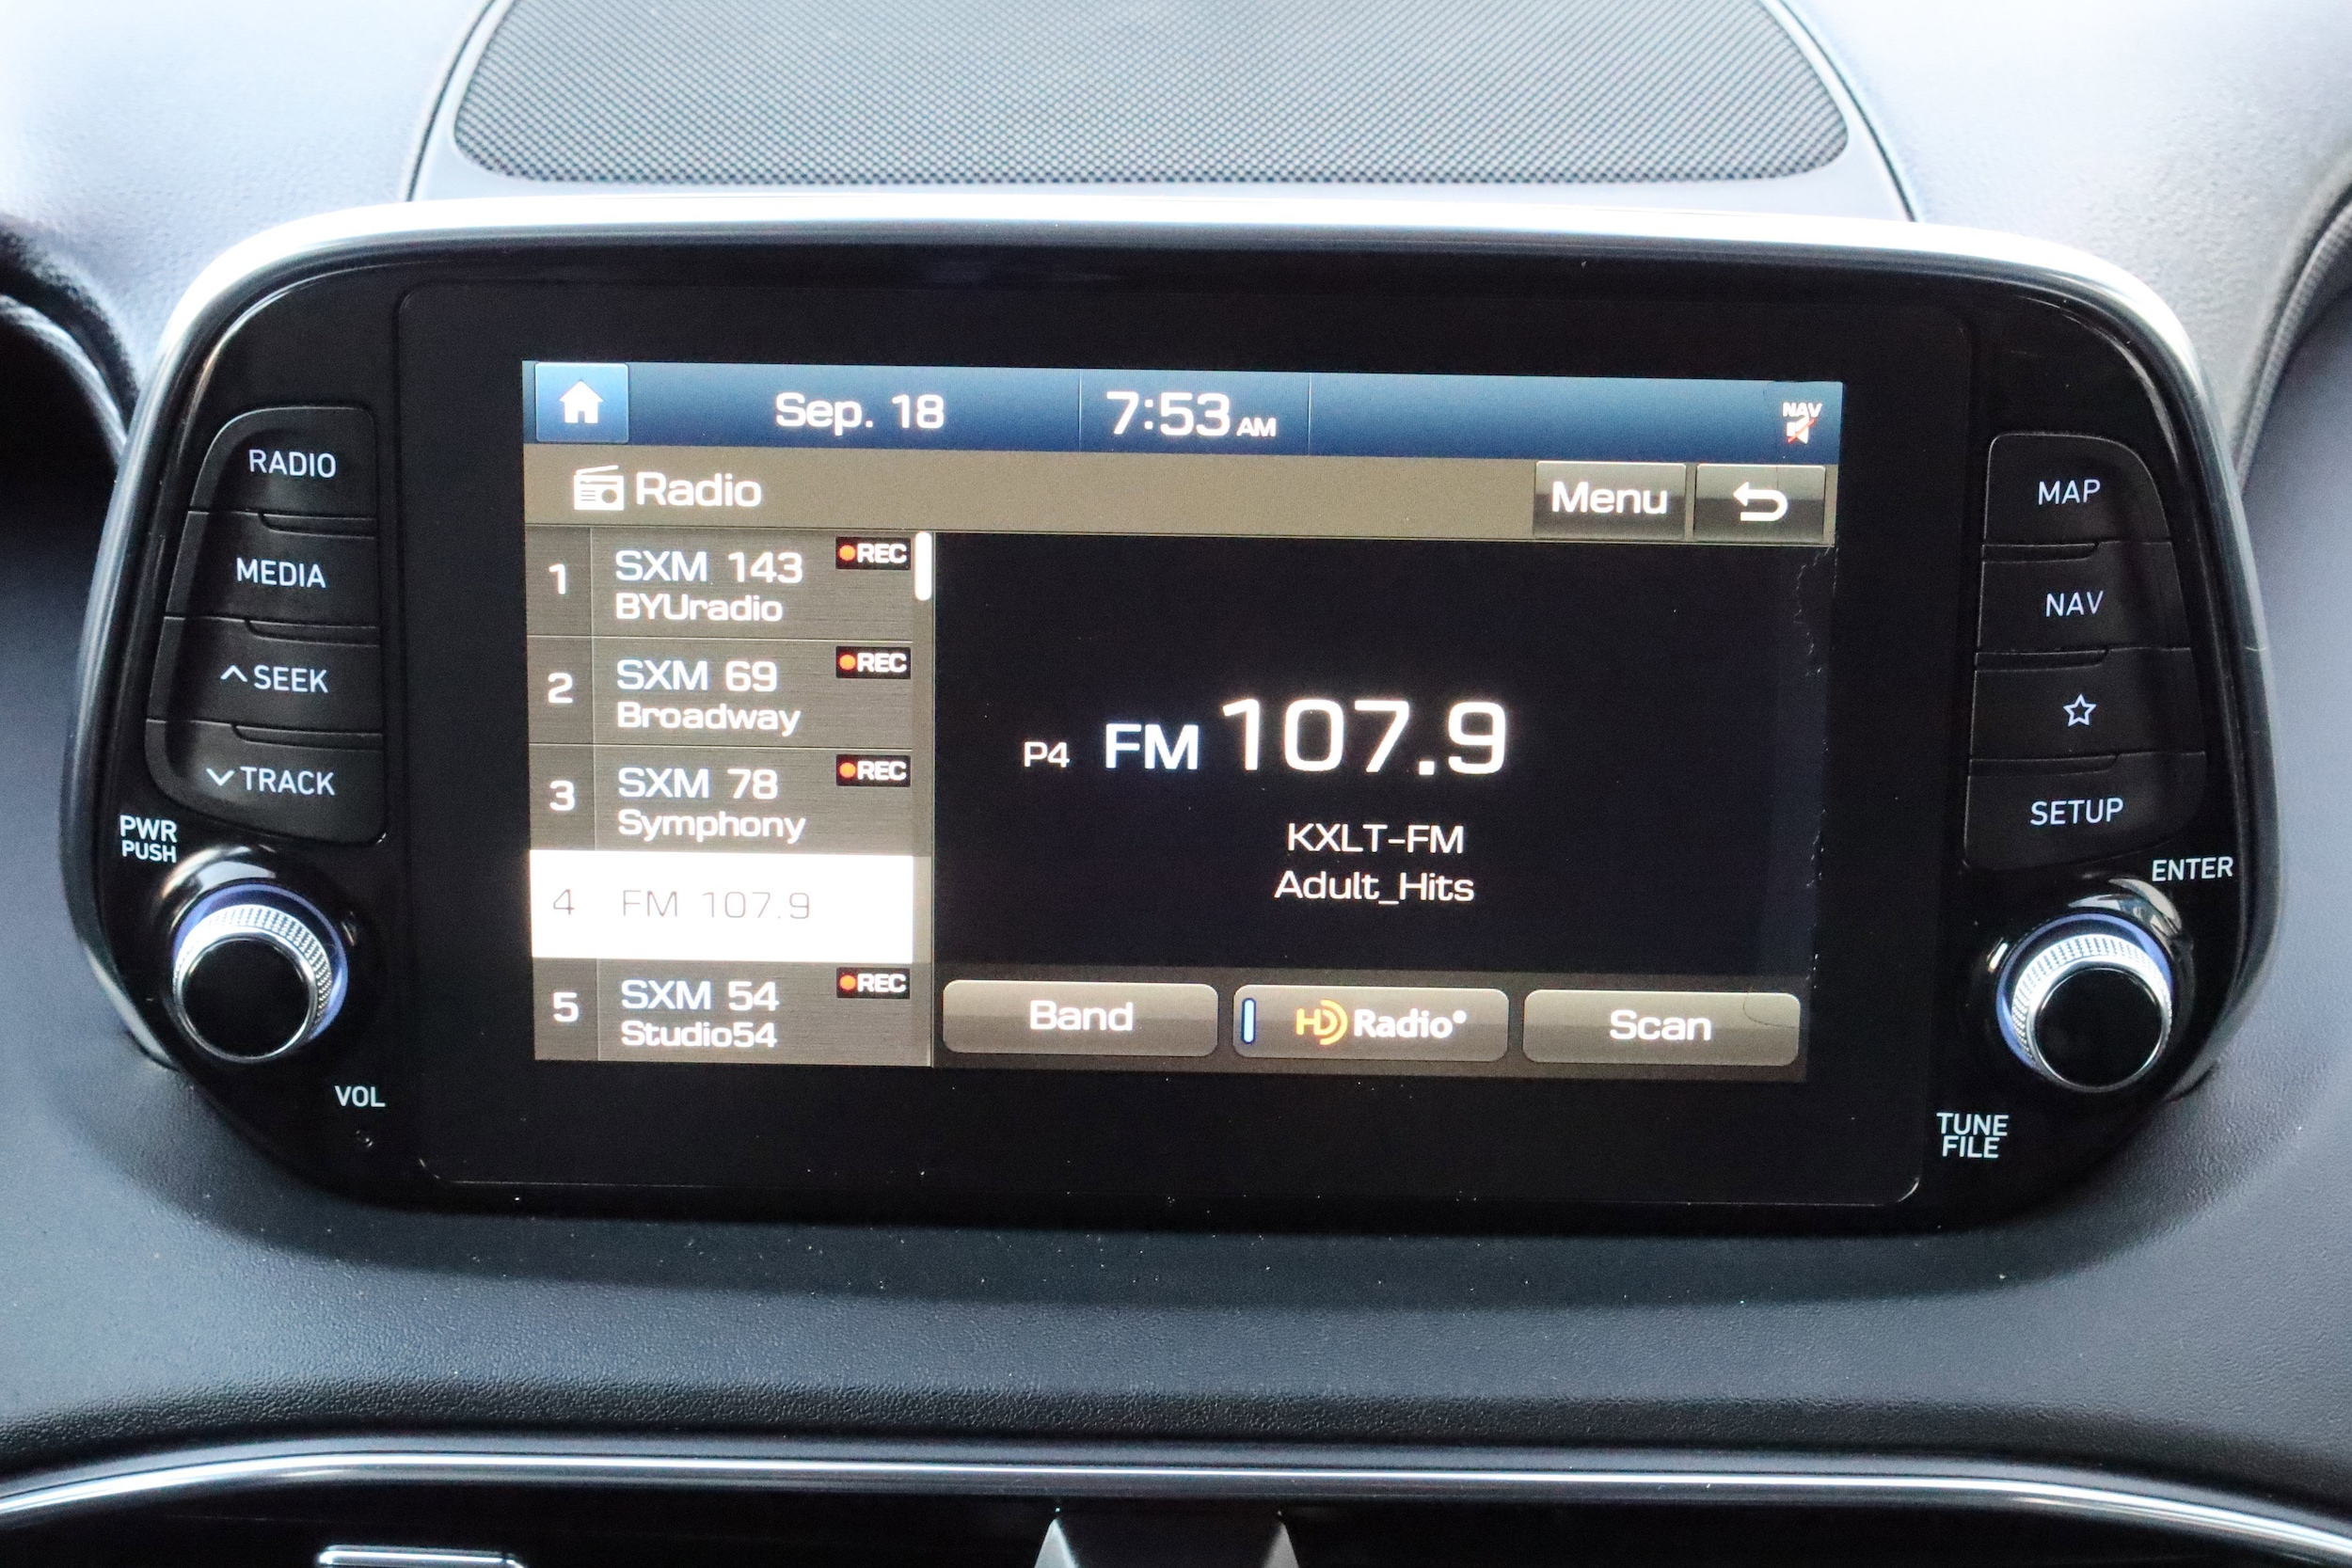 Sep. 18 7:53 AM NAV
Radio Menu
1 SXM 143 REC
BYUradio
2 SXM 69 REC
Broadway
3 SXM 78 REC
Symphony
4 FM 107.9
5 SXM 54 REC
Studio54
P4 FM 107.9
KXLT-FM
Adult_Hits
Band HD Radio® Scan
RADIO
MEDIA
SEEK
TRACK
PWR
PUSH
VOL
MAP
NAV
SETUP
ENTER
TUNE
FILE